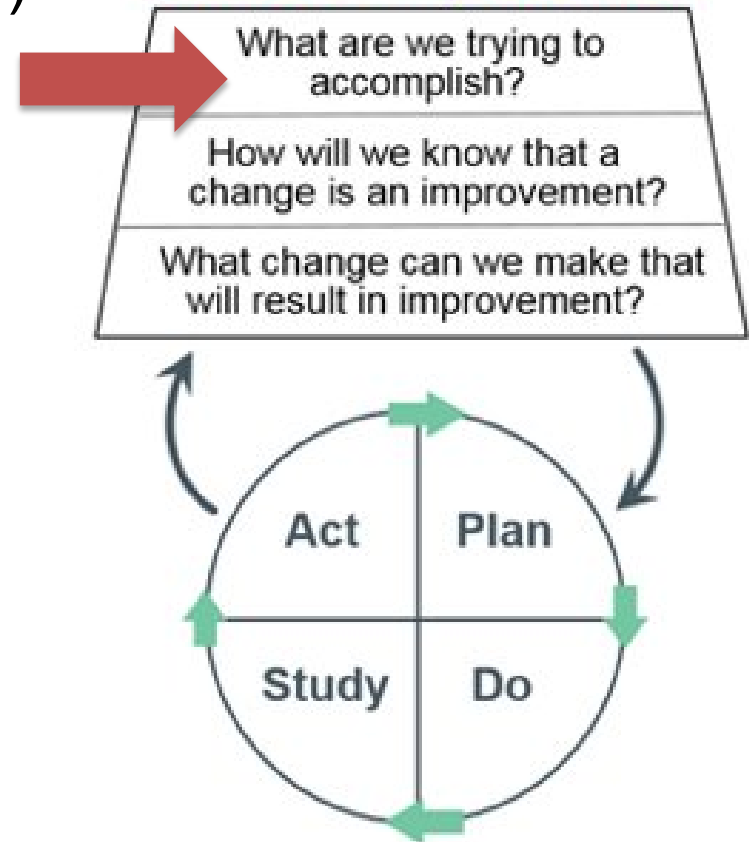 )
What are we trying to
accomplish?
How will we know that a
change is an improvement?
What change can we make that
will result in improvement?
Act
Plan
Study
Do